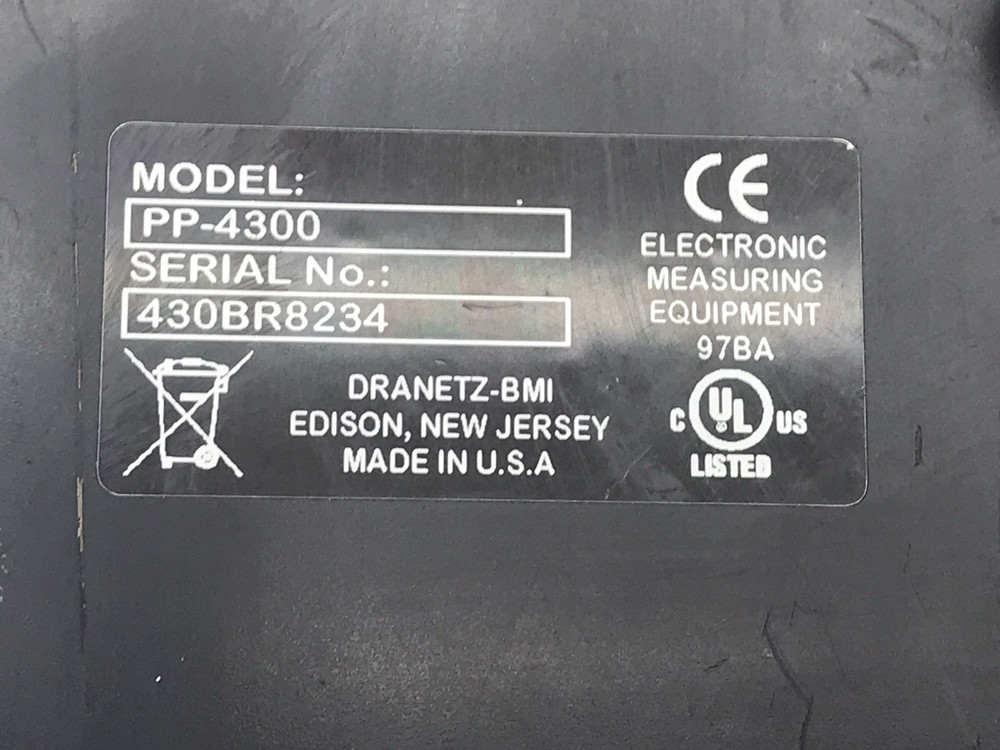 MODEL:
PP-4300
SERIAL No.:
430BR8234
DRANETZ-BMI
EDISON, NEW JERSEY
MADE IN U.S.A
CE
ELECTRONIC
MEASURING
EQUIPMENT
97BA
C UL US
LISTED